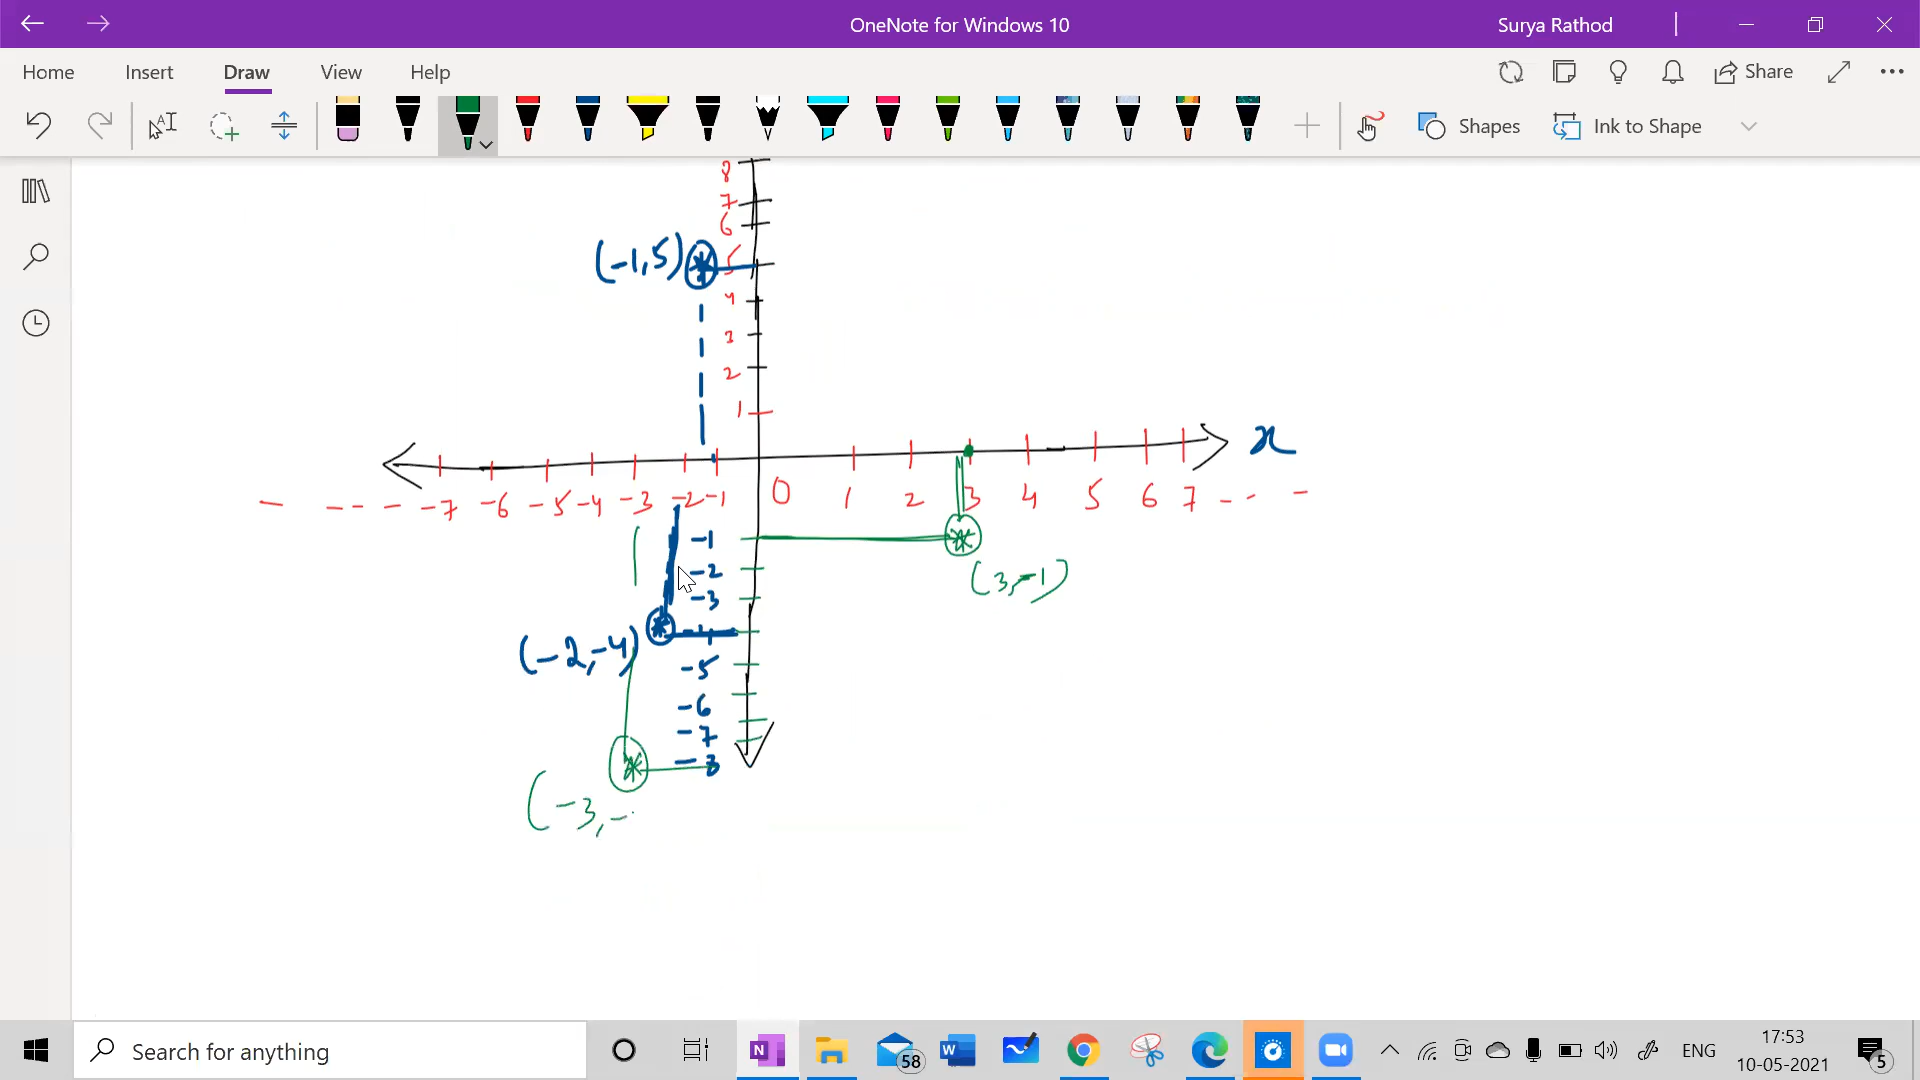 OneNote for Windows 10
Surya Rathod
Home Insert Draw View Help
Share
Shapes
Ink to Shape
8
7
6
(-1,5) 5
4
3
2
1
x
- - - - -7 -6 -5 -4 -3 -2 -1 0 1 2 3 4 5 6 7 - - -
-1
-2
(3,-1)
-3
(-2,-4) -4
-5
-6
-7
-8
(-3,-
Search for anything
58
ENG
17:53
10-05-2021
5